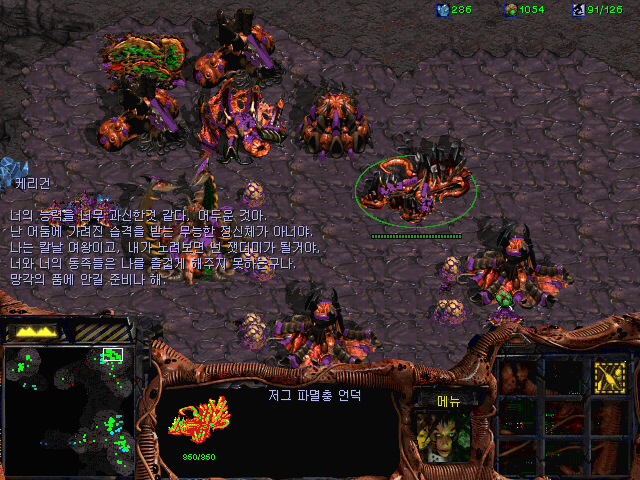 286 1054 91/126
케리건
너의 능력을 너무 과신한것 같다. 어두운 것아.
난 어둠에 가려진 습격을 받는 무능한 정신체가 아니야.
나는 칼날 여왕이고, 내가 노려보면 넌 잿더미가 될거야.
너와 너의 동족들은 나를 즐겁게 해주지 못하는구나.
망각의 품에 안길 준비나 해.
저그 파멸충 언덕
메뉴
950/950